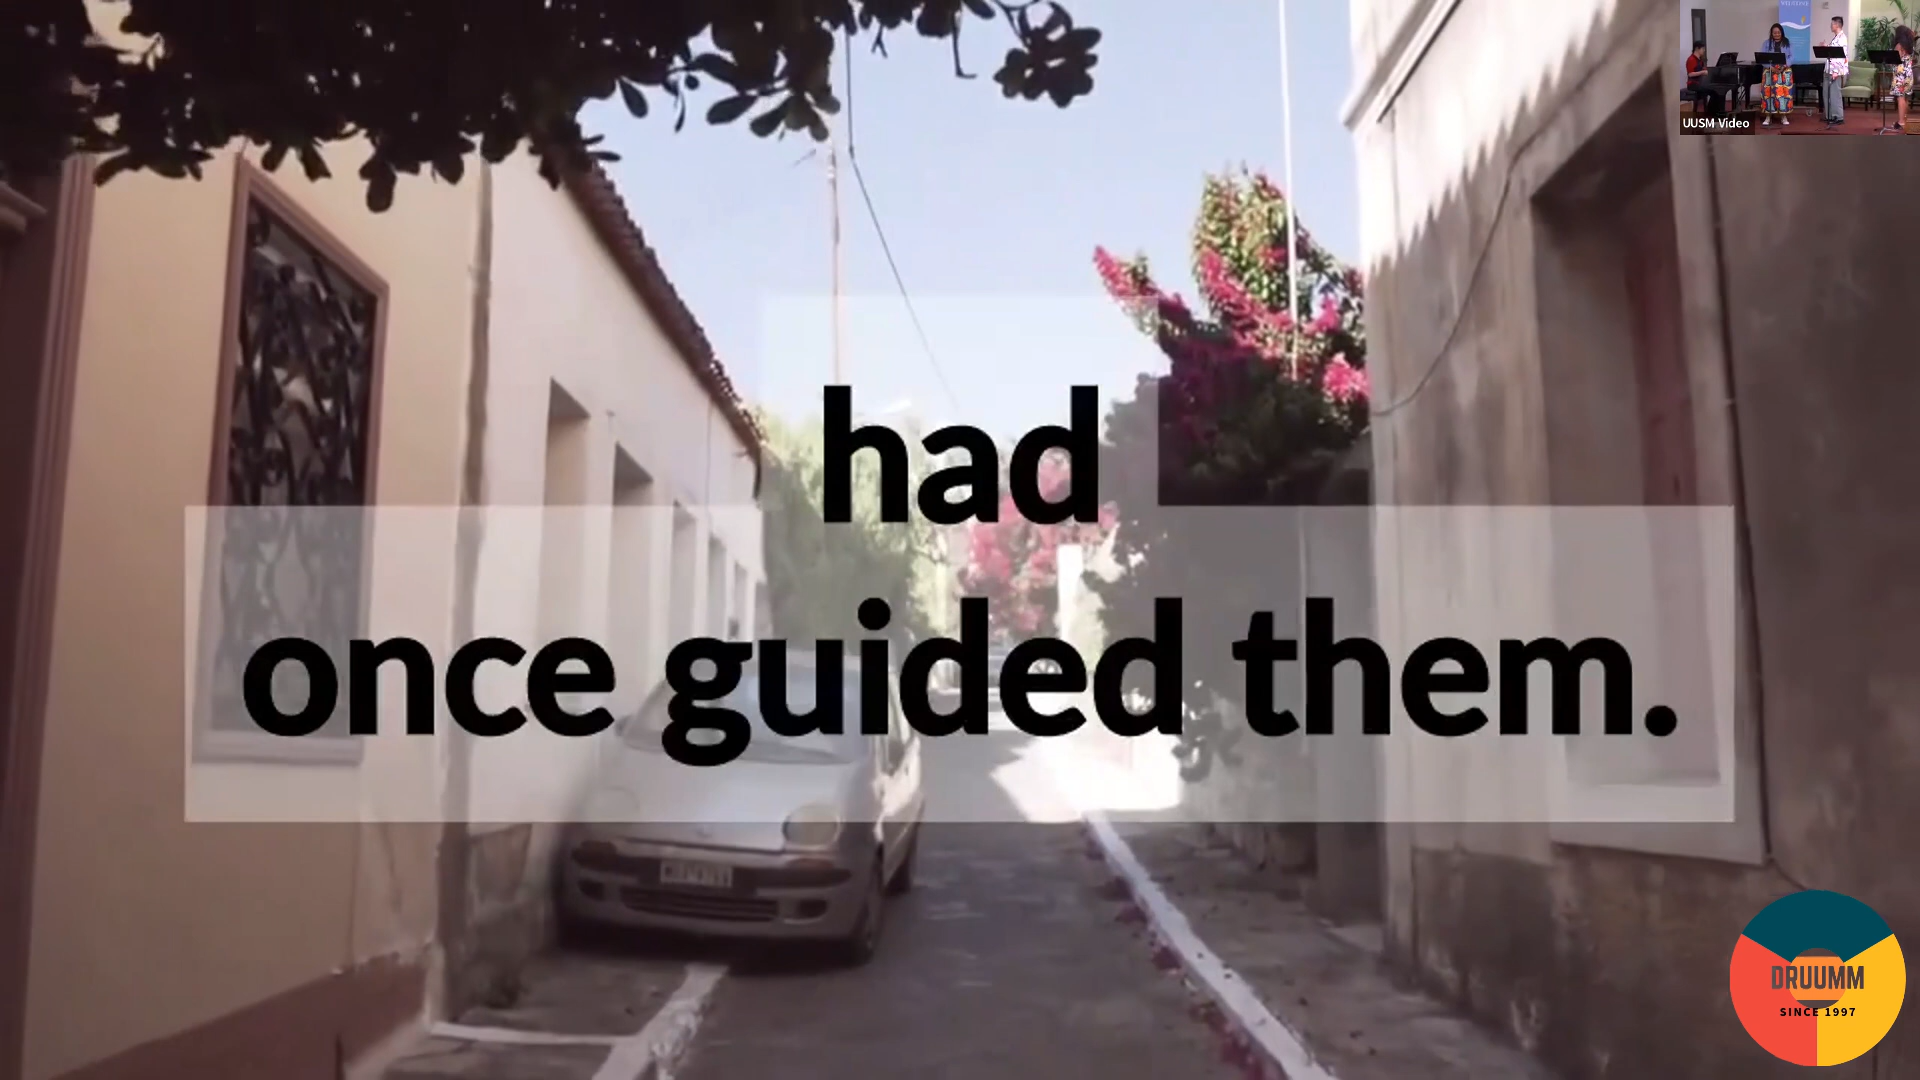 UUSM Video
had
once guided them.
DRUUMM
SINCE 1997